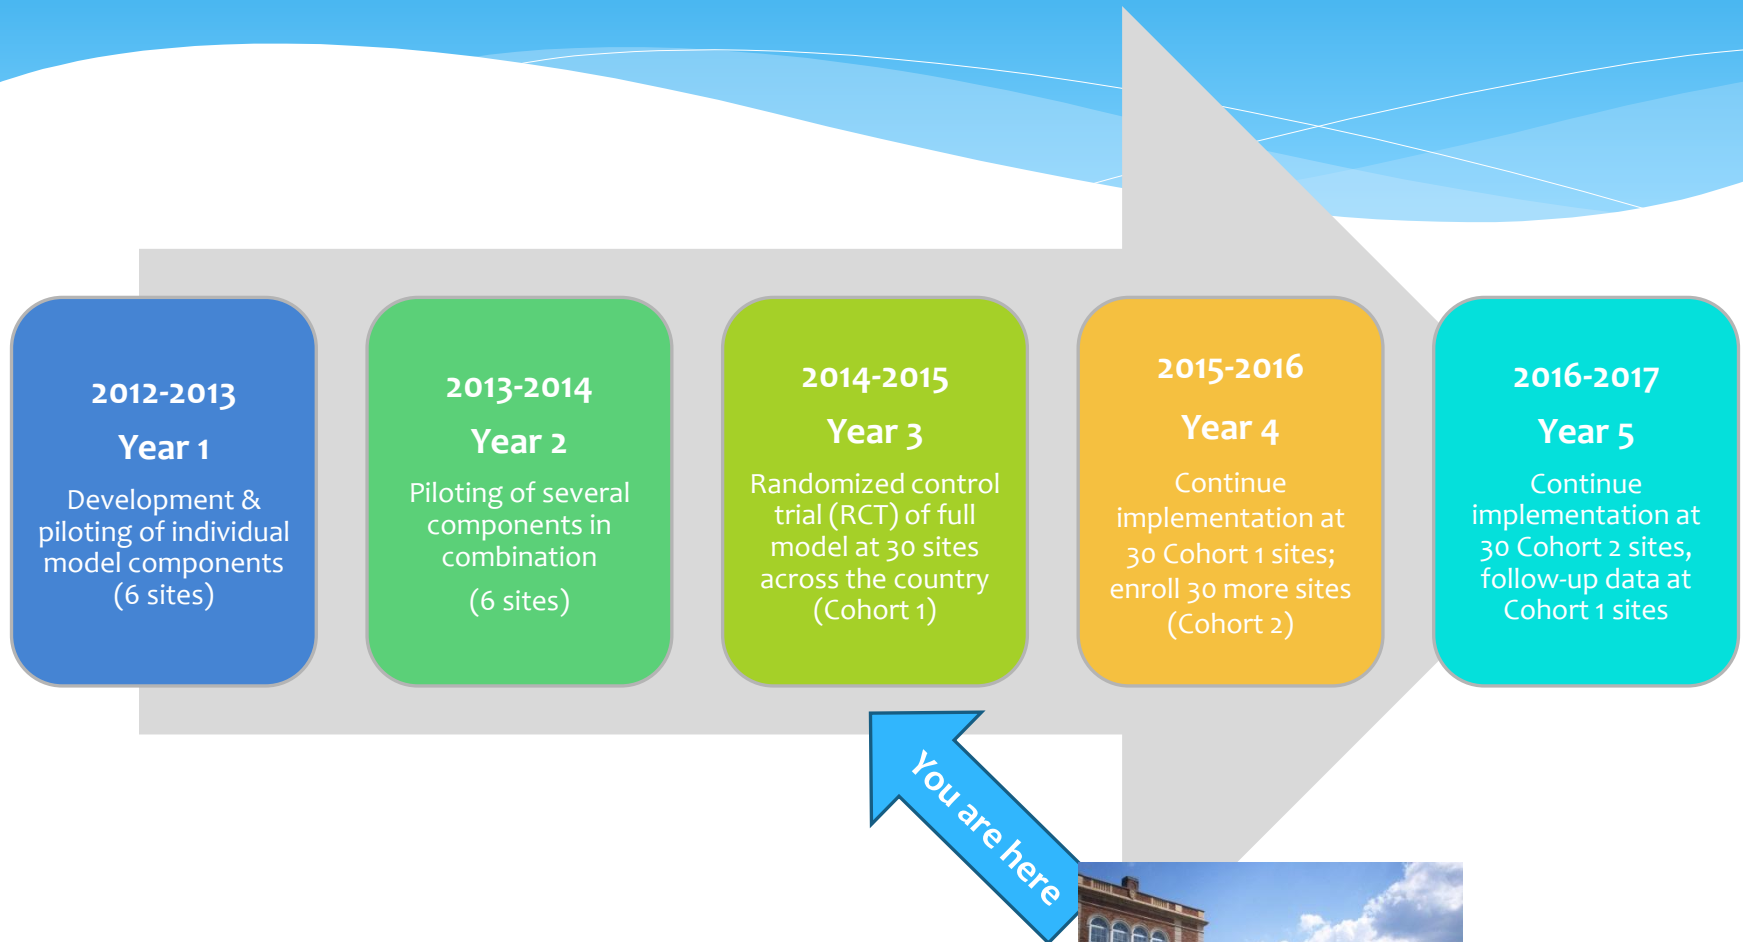 2012-2013
Year 1
Development &
piloting of individual
model components
(6 sites)
2013-2014
Year 2
Piloting of several
components in
combination
(6 sites)
2014-2015
Year 3
Randomized control
trial (RCT) of full
model at 30 sites
across the country
(Cohort 1)
2015-2016
Year 4
Continue
implementation at
30 Cohort 1 sites;
enroll 30 more sites
(Cohort 2)
2016-2017
Year 5
Continue
implementation at
30 Cohort 2 sites,
follow-up data at
Cohort 1 sites
You are here